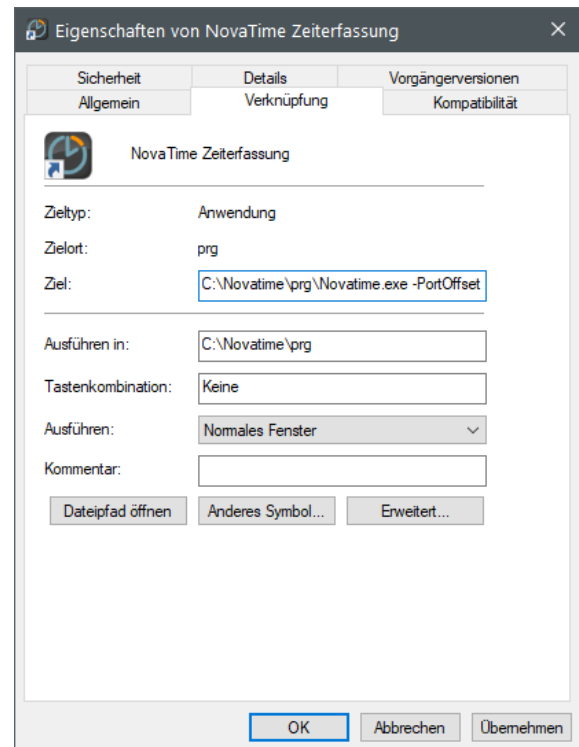 Eigenschaften von NovaTime Zeiterfassung
Sicherheit Details Vorgängerversionen
Allgemein Verknüpfung Kompatibilität
NovaTime Zeiterfassung
Zieltyp: Anwendung
Zielort: prg
Ziel: C:\Novatime\prg\Novatime.exe -PortOffset
Ausführen in: C:\Novatime\prg
Tastenkombination: Keine
Ausführen: Normales Fenster
Kommentar:
Dateipfad öffnen Anderes Symbol... Erweitert...
OK Abbrechen Übernehmen